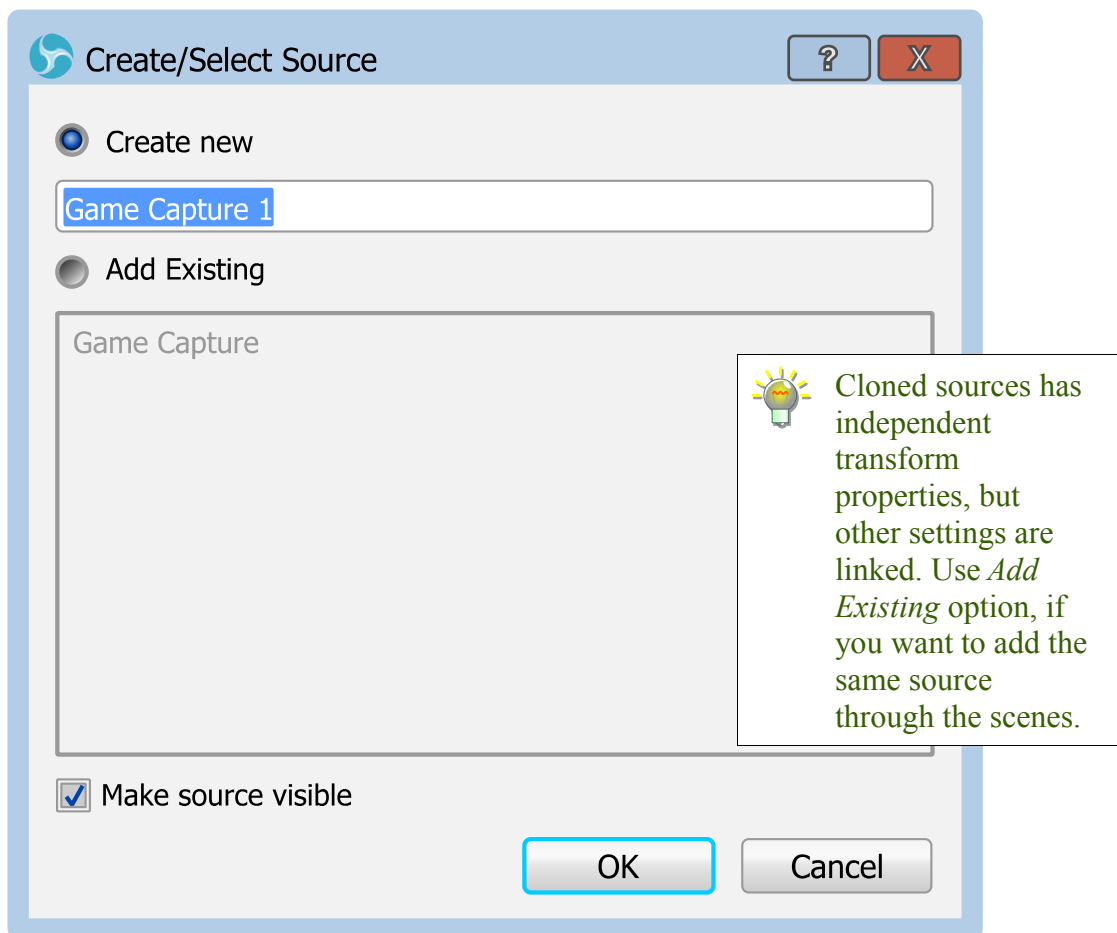 Create/Select Source
? X
Create new
Game Capture 1
Add Existing
Game Capture
Cloned sources has
independent
transform
properties, but
other settings are
linked. Use Add
Existing option, if
you want to add the
same source
through the scenes.
Make source visible
OK Cancel